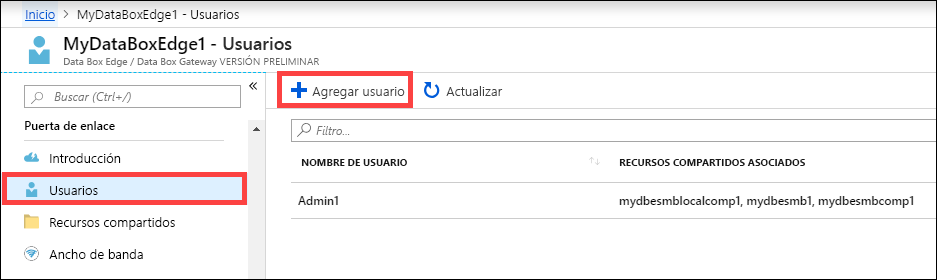 Inicio > MyDataBoxEdge1 - Usuarios
MyDataBoxEdge1 - Usuarios
Data Box Edge / Data Box Gateway VERSIÓN PRELIMINAR
Buscar (Ctrl+/)
«
Puerta de enlace
Introducción
Usuarios
Recursos compartidos
Ancho de banda
+ Agregar usuario Actualizar
Filtro...
NOMBRE DE USUARIO ↑↓ RECURSOS COMPARTIDOS ASOCIADOS
Admin1 mydbesmblocalcomp1, mydbesmb1, mydbesmbcomp1